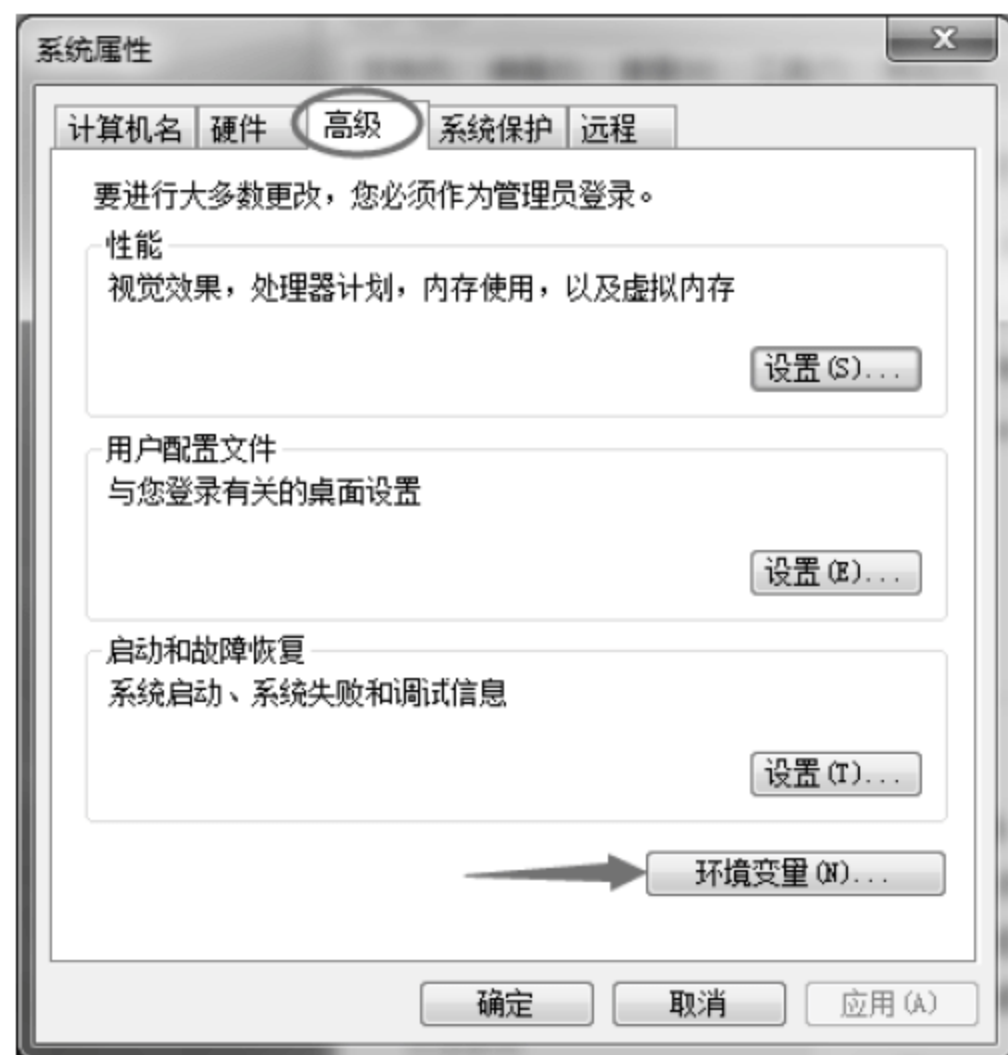 系统属性
计算机名 硬件 高级 系统保护 远程
要进行大多数更改，您必须作为管理员登录。
性能
视觉效果，处理器计划，内存使用，以及虚拟内存
设置(S)...
用户配置文件
与您登录有关的桌面设置
设置(E)...
启动和故障恢复
系统启动、系统失败和调试信息
设置(T)...
环境变量(N)...
确定 取消 应用(A)